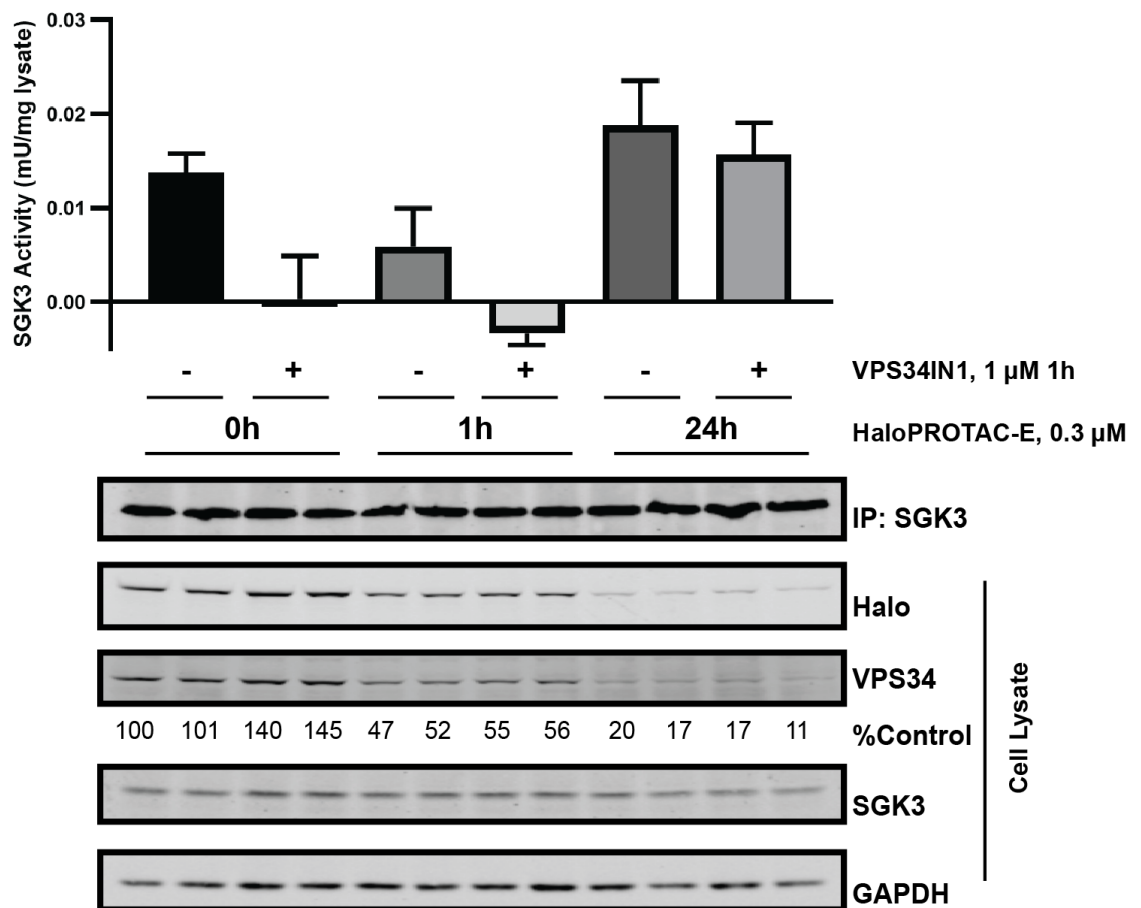 SGK3 Activity (mU/mg lysate)
0.03
0.02
0.01
0.00
- + - + - + VPS34IN1, 1 µM 1h
0h 1h 24h HaloPROTAC-E, 0.3 µM
IP: SGK3
Halo
VPS34
100 101 140 145 47 52 55 56 20 17 17 11 %Control
SGK3
GAPDH
Cell Lysate